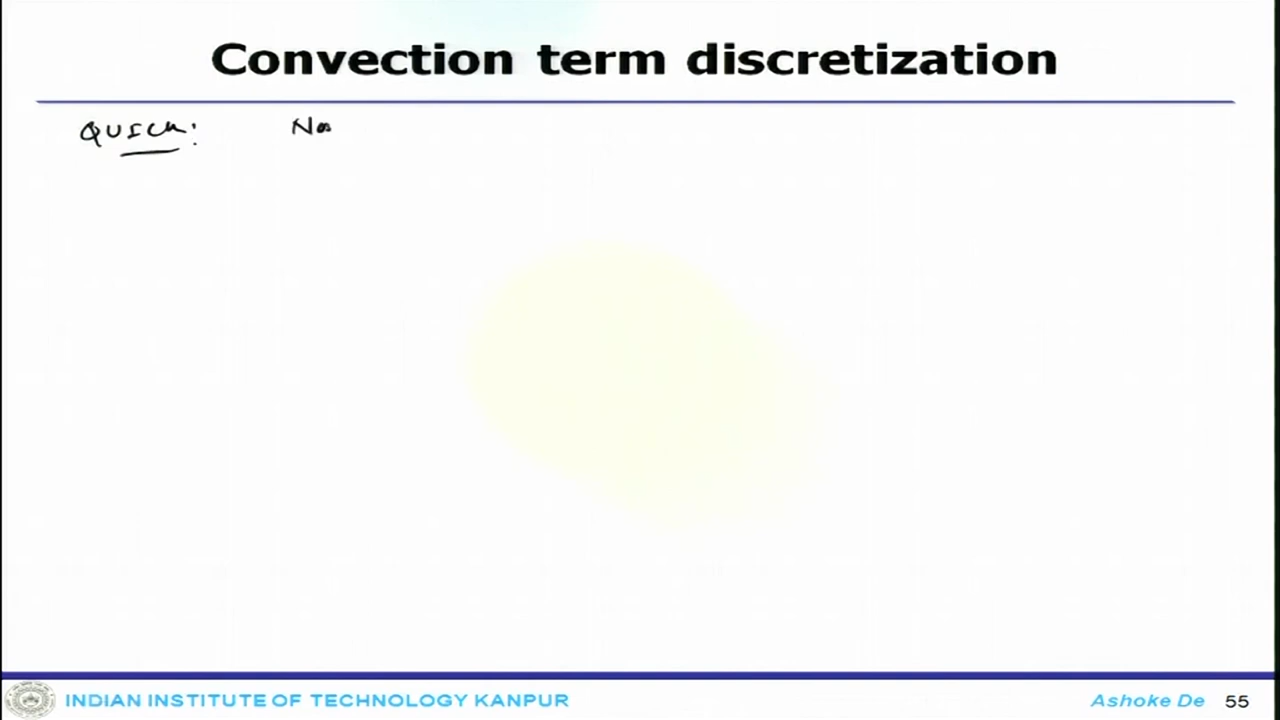 Convection term discretization
QUICK: No
INDIAN INSTITUTE OF TECHNOLOGY KANPUR
Ashoke De 55